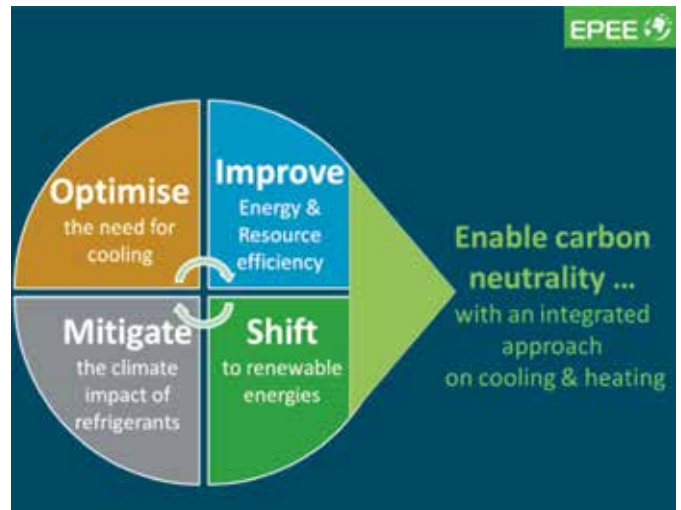 EPEE
Optimise
the need for
cooling
Improve
Energy &
Resource
efficiency
Mitigate
the climate
impact of
refrigerants
Shift
to renewable
energies
Enable carbon
neutrality ...
with an integrated
approach
on cooling & heating